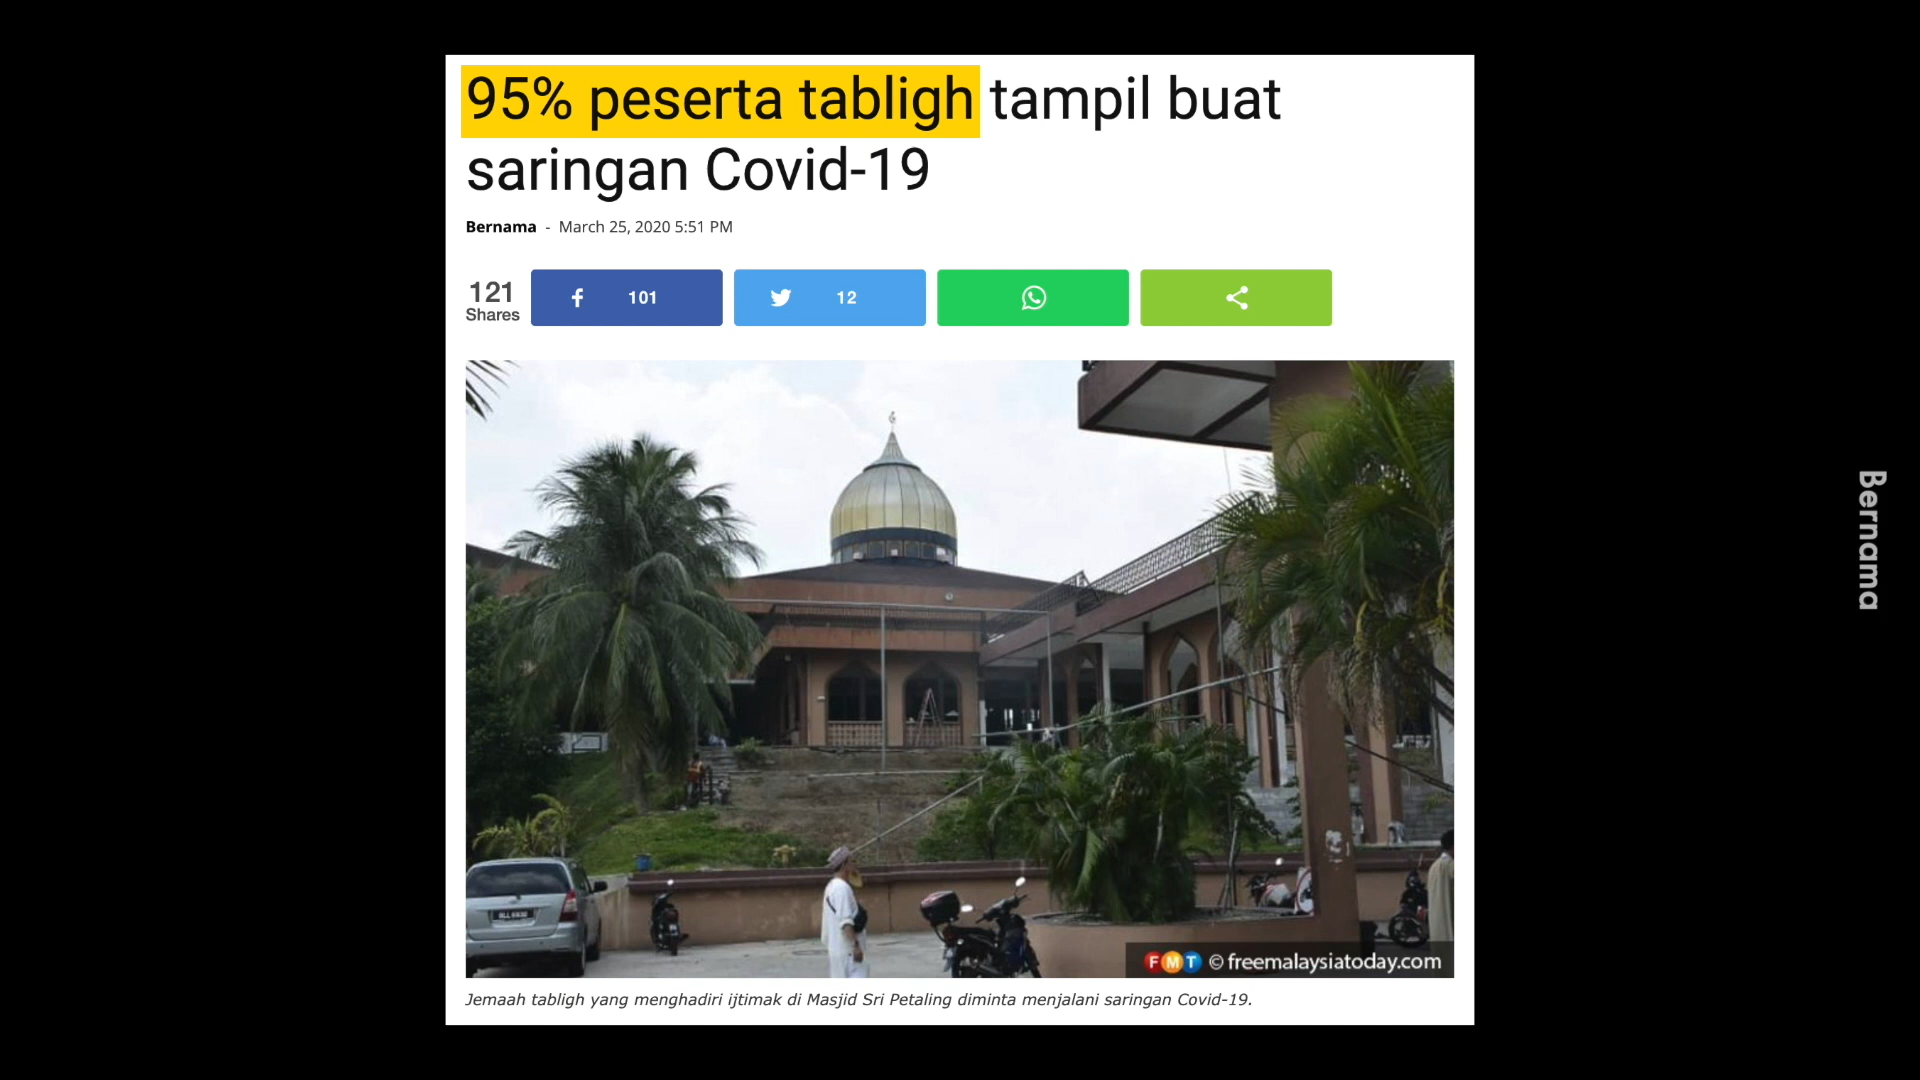 95% peserta tabligh tampil buat
saringan Covid-19
Bernama - March 25, 2020 5:51 PM
121
Shares
101
12
FMT © freemalaysiatoday.com
Jemaah tabligh yang menghadiri ijtimak di Masjid Sri Petaling diminta menjalani saringan Covid-19.
Bernama